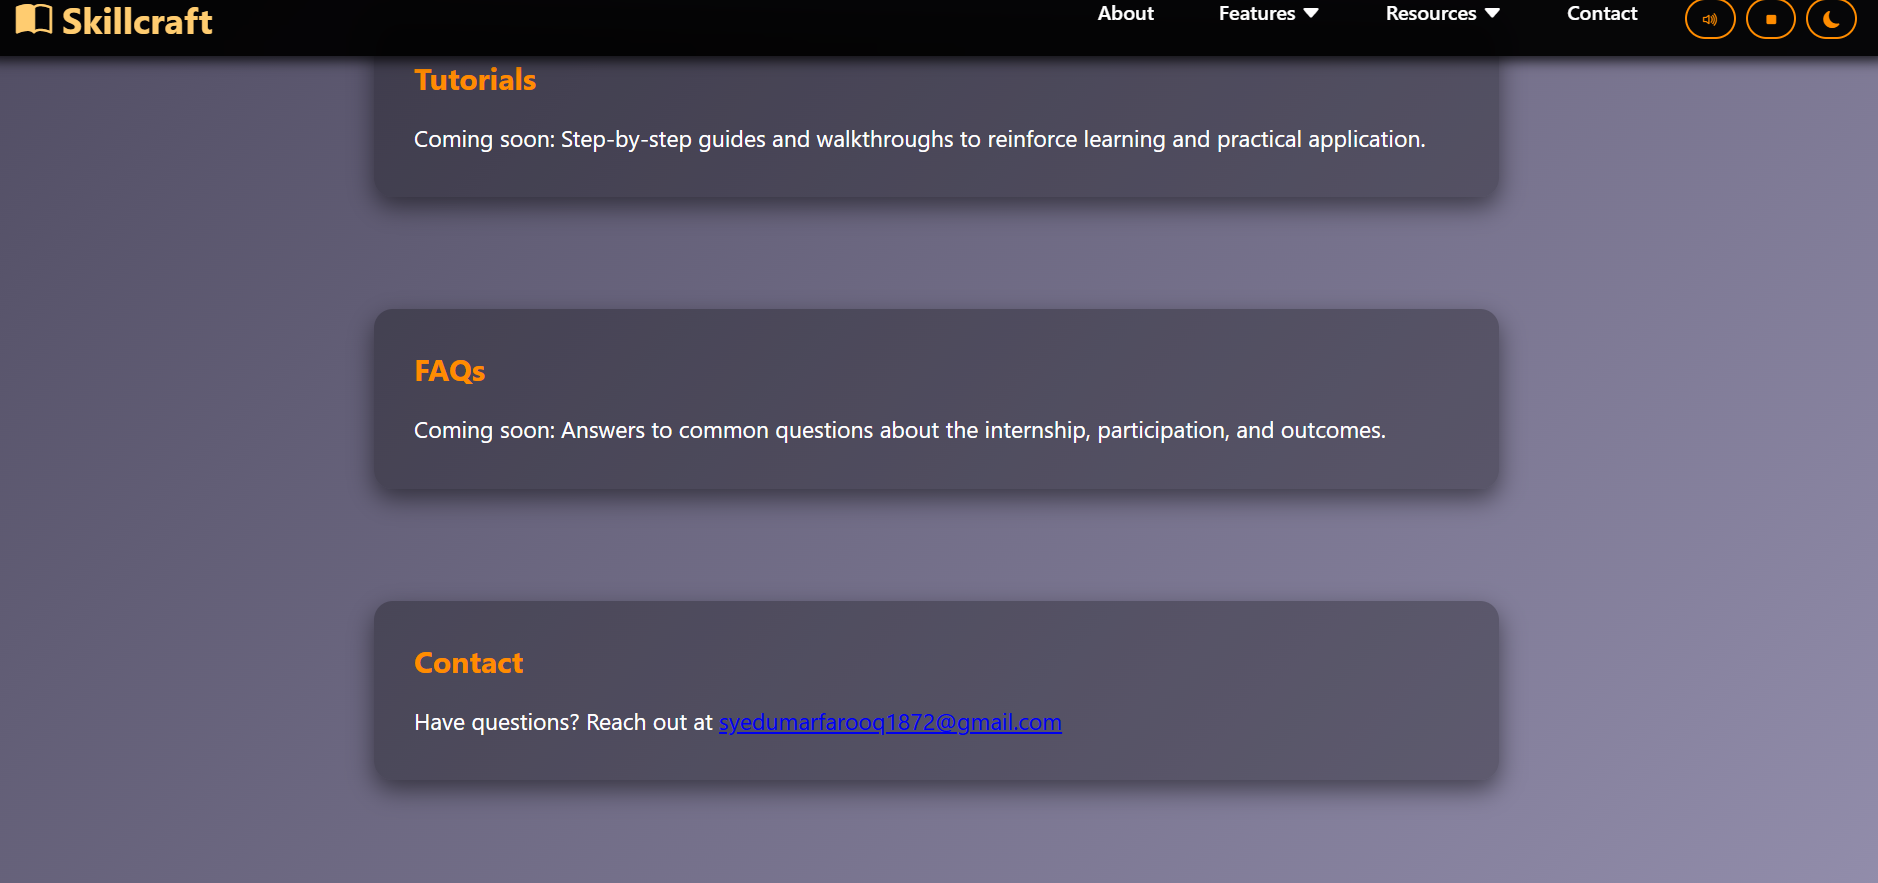 Skillcraft
About
Features
Resources
Contact
Tutorials
Coming soon: Step-by-step guides and walkthroughs to reinforce learning and practical application.
FAQs
Coming soon: Answers to common questions about the internship, participation, and outcomes.
Contact
Have questions? Reach out at syedumarfarooq1872@gmail.com